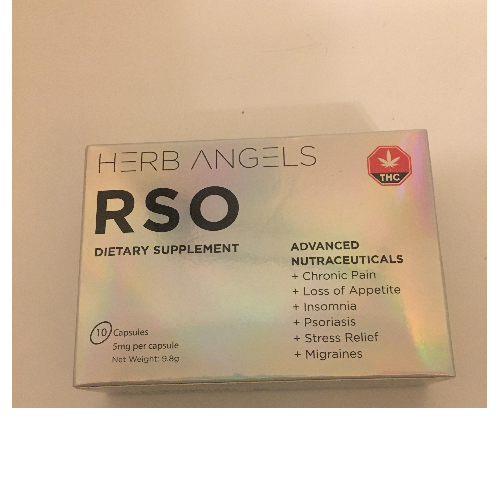 HERB ANGELS
THC
RSO
DIETARY SUPPLEMENT
10 Capsules
5mg per capsule
Net Weight: 9.8g
ADVANCED
NUTRACEUTICALS
+ Chronic Pain
+ Loss of Appetite
+ Insomnia
+ Psoriasis
+ Stress Relief
+ Migraines